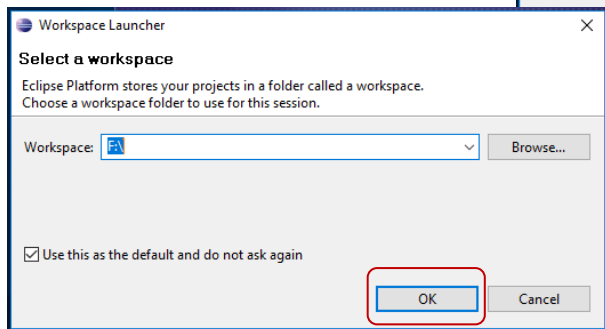 Workspace Launcher
Select a workspace
Eclipse Platform stores your projects in a folder called a workspace.
Choose a workspace folder to use for this session.
Workspace: F:\ Browse...
Use this as the default and do not ask again
OK Cancel